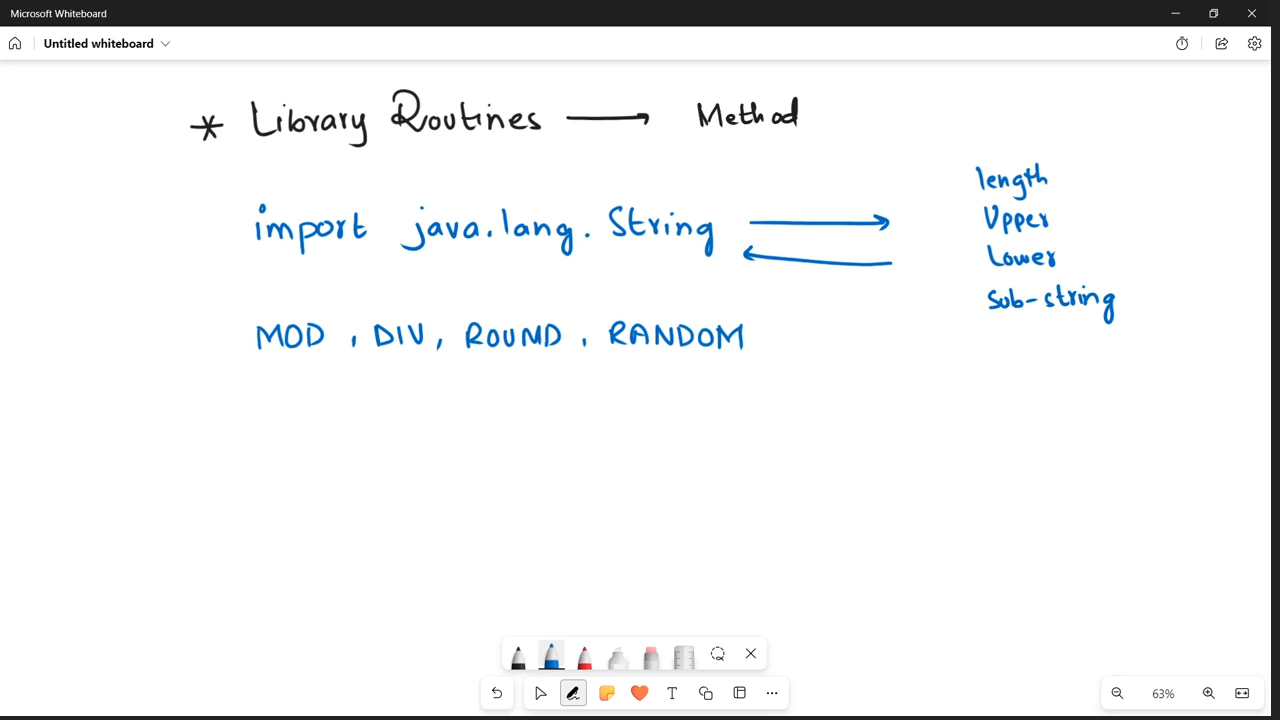 Microsoft Whiteboard
Untitled whiteboard
* Library Routines → Method
import java.lang.String
length
Upper
Lower
Sub-string
MOD, DIV, ROUND, RANDOM
T
63%